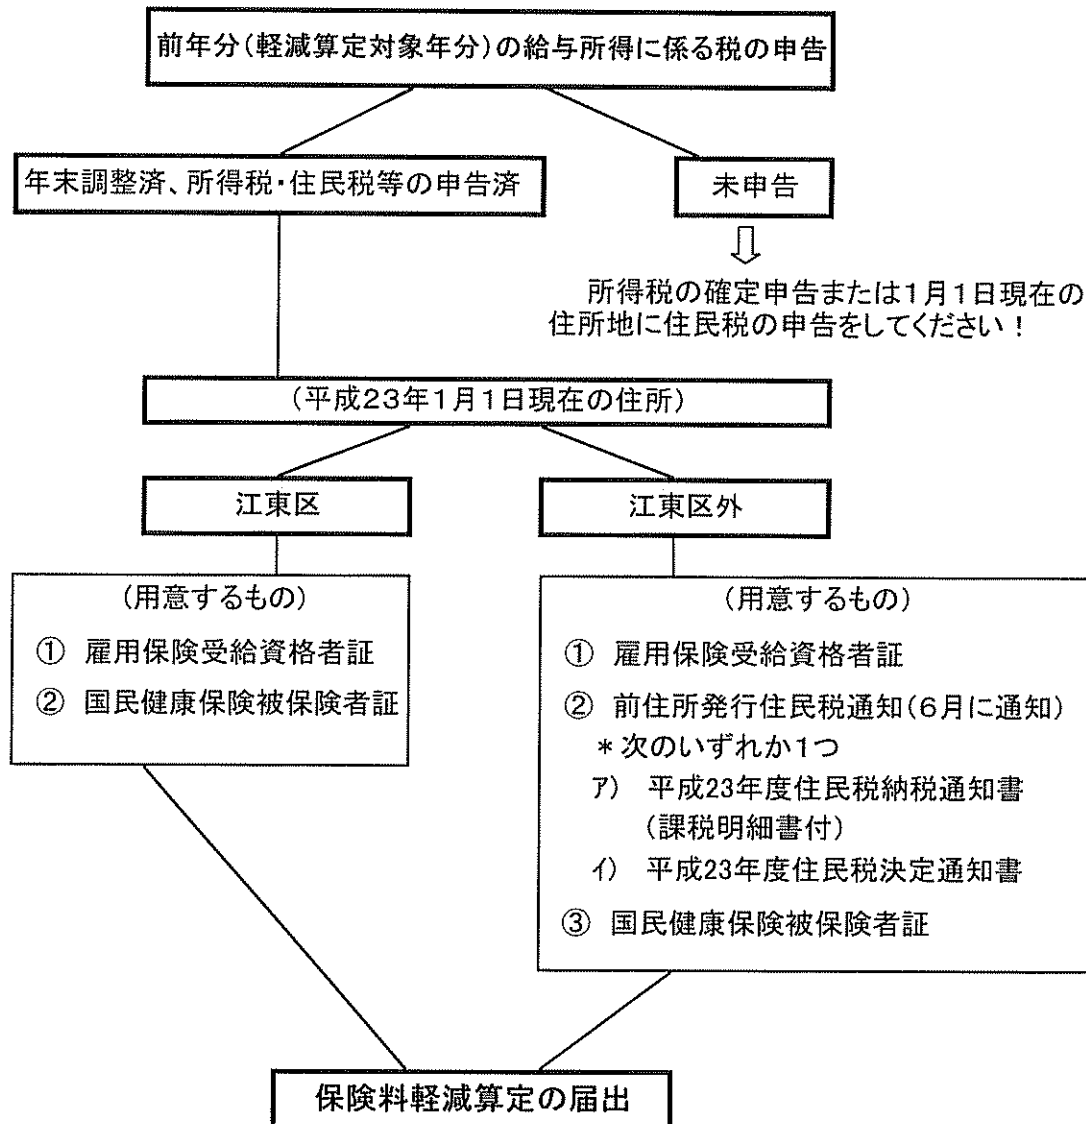 前年分(軽減算定対象年分)の給与所得に係る税の申告
年末調整済、所得税・住民税等の申告済
未申告
所得税の確定申告または1月1日現在の
住所地に住民税の申告をしてください!
(平成23年1月1日現在の住所)
江東区
(用意するもの)
① 雇用保険受給資格者証
② 国民健康保険被保険者証
江東区外
(用意するもの)
① 雇用保険受給資格者証
② 前住所発行住民税通知(6月に通知)
*次のいずれか1つ
ア) 平成23年度住民税納税通知書
(課税明細書付)
イ) 平成23年度住民税決定通知書
③ 国民健康保険被保険者証
保険料軽減算定の届出